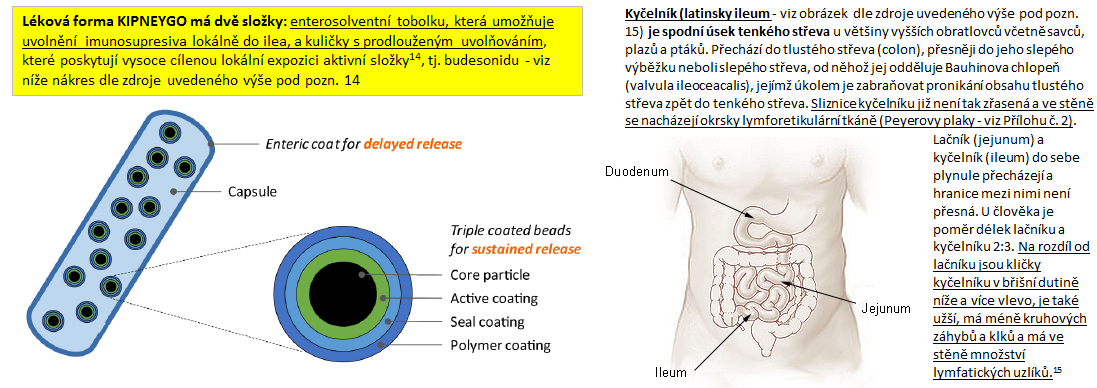 Léková forma KIPNEYGO má dvě složky: enterosolventní tobolku, která umožňuje
uvolnění imunosupresiva lokálně do ilea, a kuličky s prodlouženým uvolňováním,
které poskytují vysoce cílenou lokální expozici aktivní složky14, tj. budesonidu - viz
níže nákres dle zdroje uvedeného výše pod pozn. 14
Enteric coat for delayed release
Capsule
Triple coated beads
for sustained release
Core particle
Active coating
Seal coating
Polymer coating
Kyčelník (latinsky ileum - viz obrázek dle zdroje uvedeného výše pod pozn.
15) je spodní úsek tenkého střeva u většiny vyšších obratlovců včetně savců,
plazů a ptáků. Přechází do tlustého střeva (colon), přesněji do jeho slepého
výběžku neboli slepého střeva, od něhož jej odděluje Bauhinova chlopeň
(valvula ileoceacalis), jejímž úkolem je zabraňovat pronikání obsahu tlustého
střeva zpět do tenkého střeva. Sliznice kyčelníku již není tak zřasená a ve stěně
se nacházejí okrsky lymforetikulární tkáně (Peyerovy plaky - viz Přílohu č. 2).
Duodenum
Jejunum
Ileum
Lačník (jejunum) a
kyčelník (ileum) do sebe
plynule přecházejí a
hranice mezi nimi není
přesná. U člověka je
poměr délek lačníku a
kyčelníku 2:3. Na rozdíl od
lačníku jsou kličky
kyčelníku v břišní dutině
níže a více vlevo, je také
užší, má méně kruhových
záhybů a klků a má ve
stěně množství
lymfatických uzlíků.15